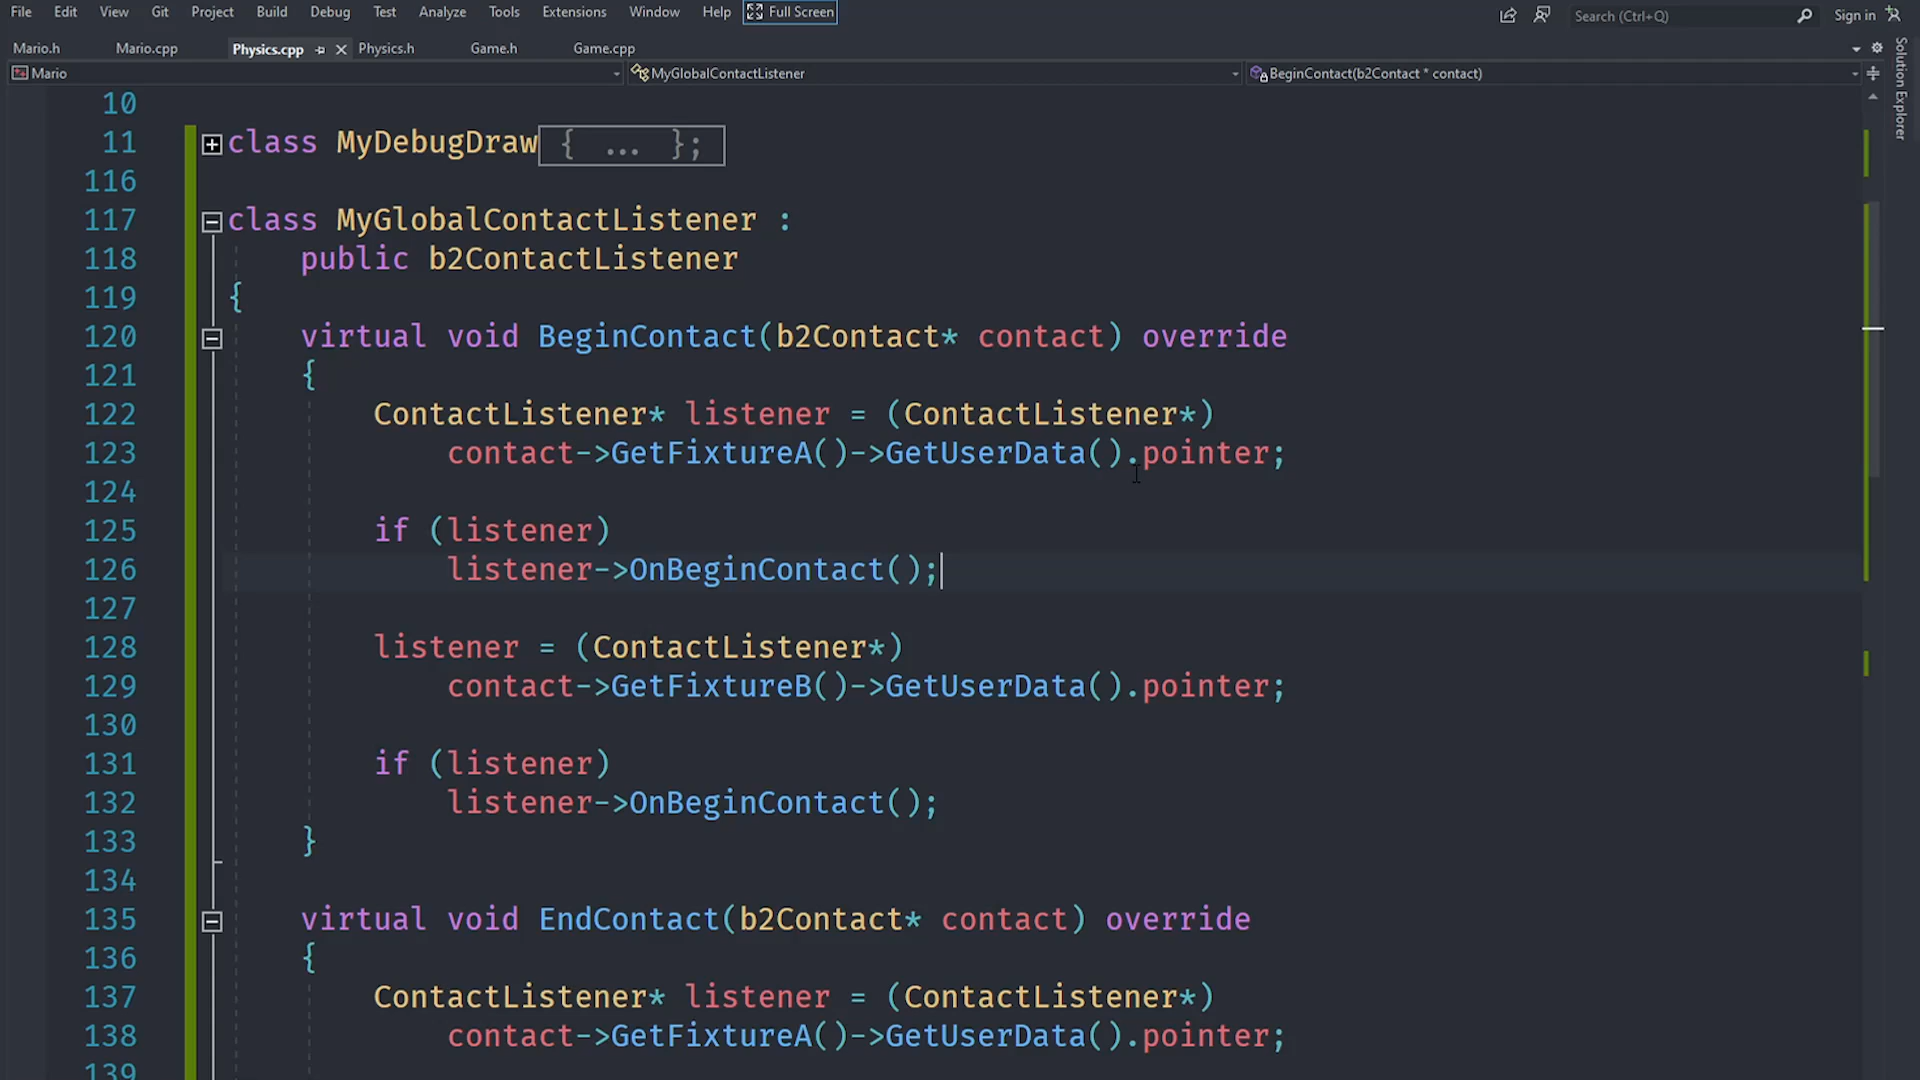 File Edit View Git Project Build Debug Test Analyze Tools Extensions Window Help Full Screen Search (Ctrl+Q) Sign in
Mario.h Mario.cpp Physics.cpp Physics.h Game.h Game.cpp
Mario MyGlobalContactListener BeginContact(b2Contact * contact)
Solution Explorer
10
11 class MyDebugDraw { ... };
116
117 class MyGlobalContactListener :
118 public b2ContactListener
119 {
120 virtual void BeginContact(b2Contact* contact) override
121 {
122 ContactListener* listener = (ContactListener*)
123 contact->GetFixtureA()->GetUserData().pointer;
124
125 if (listener)
126 listener->OnBeginContact();
127
128 listener = (ContactListener*)
129 contact->GetFixtureB()->GetUserData().pointer;
130
131 if (listener)
132 listener->OnBeginContact();
133 }
134
135 virtual void EndContact(b2Contact* contact) override
136 {
137 ContactListener* listener = (ContactListener*)
138 contact->GetFixtureA()->GetUserData().pointer;
139